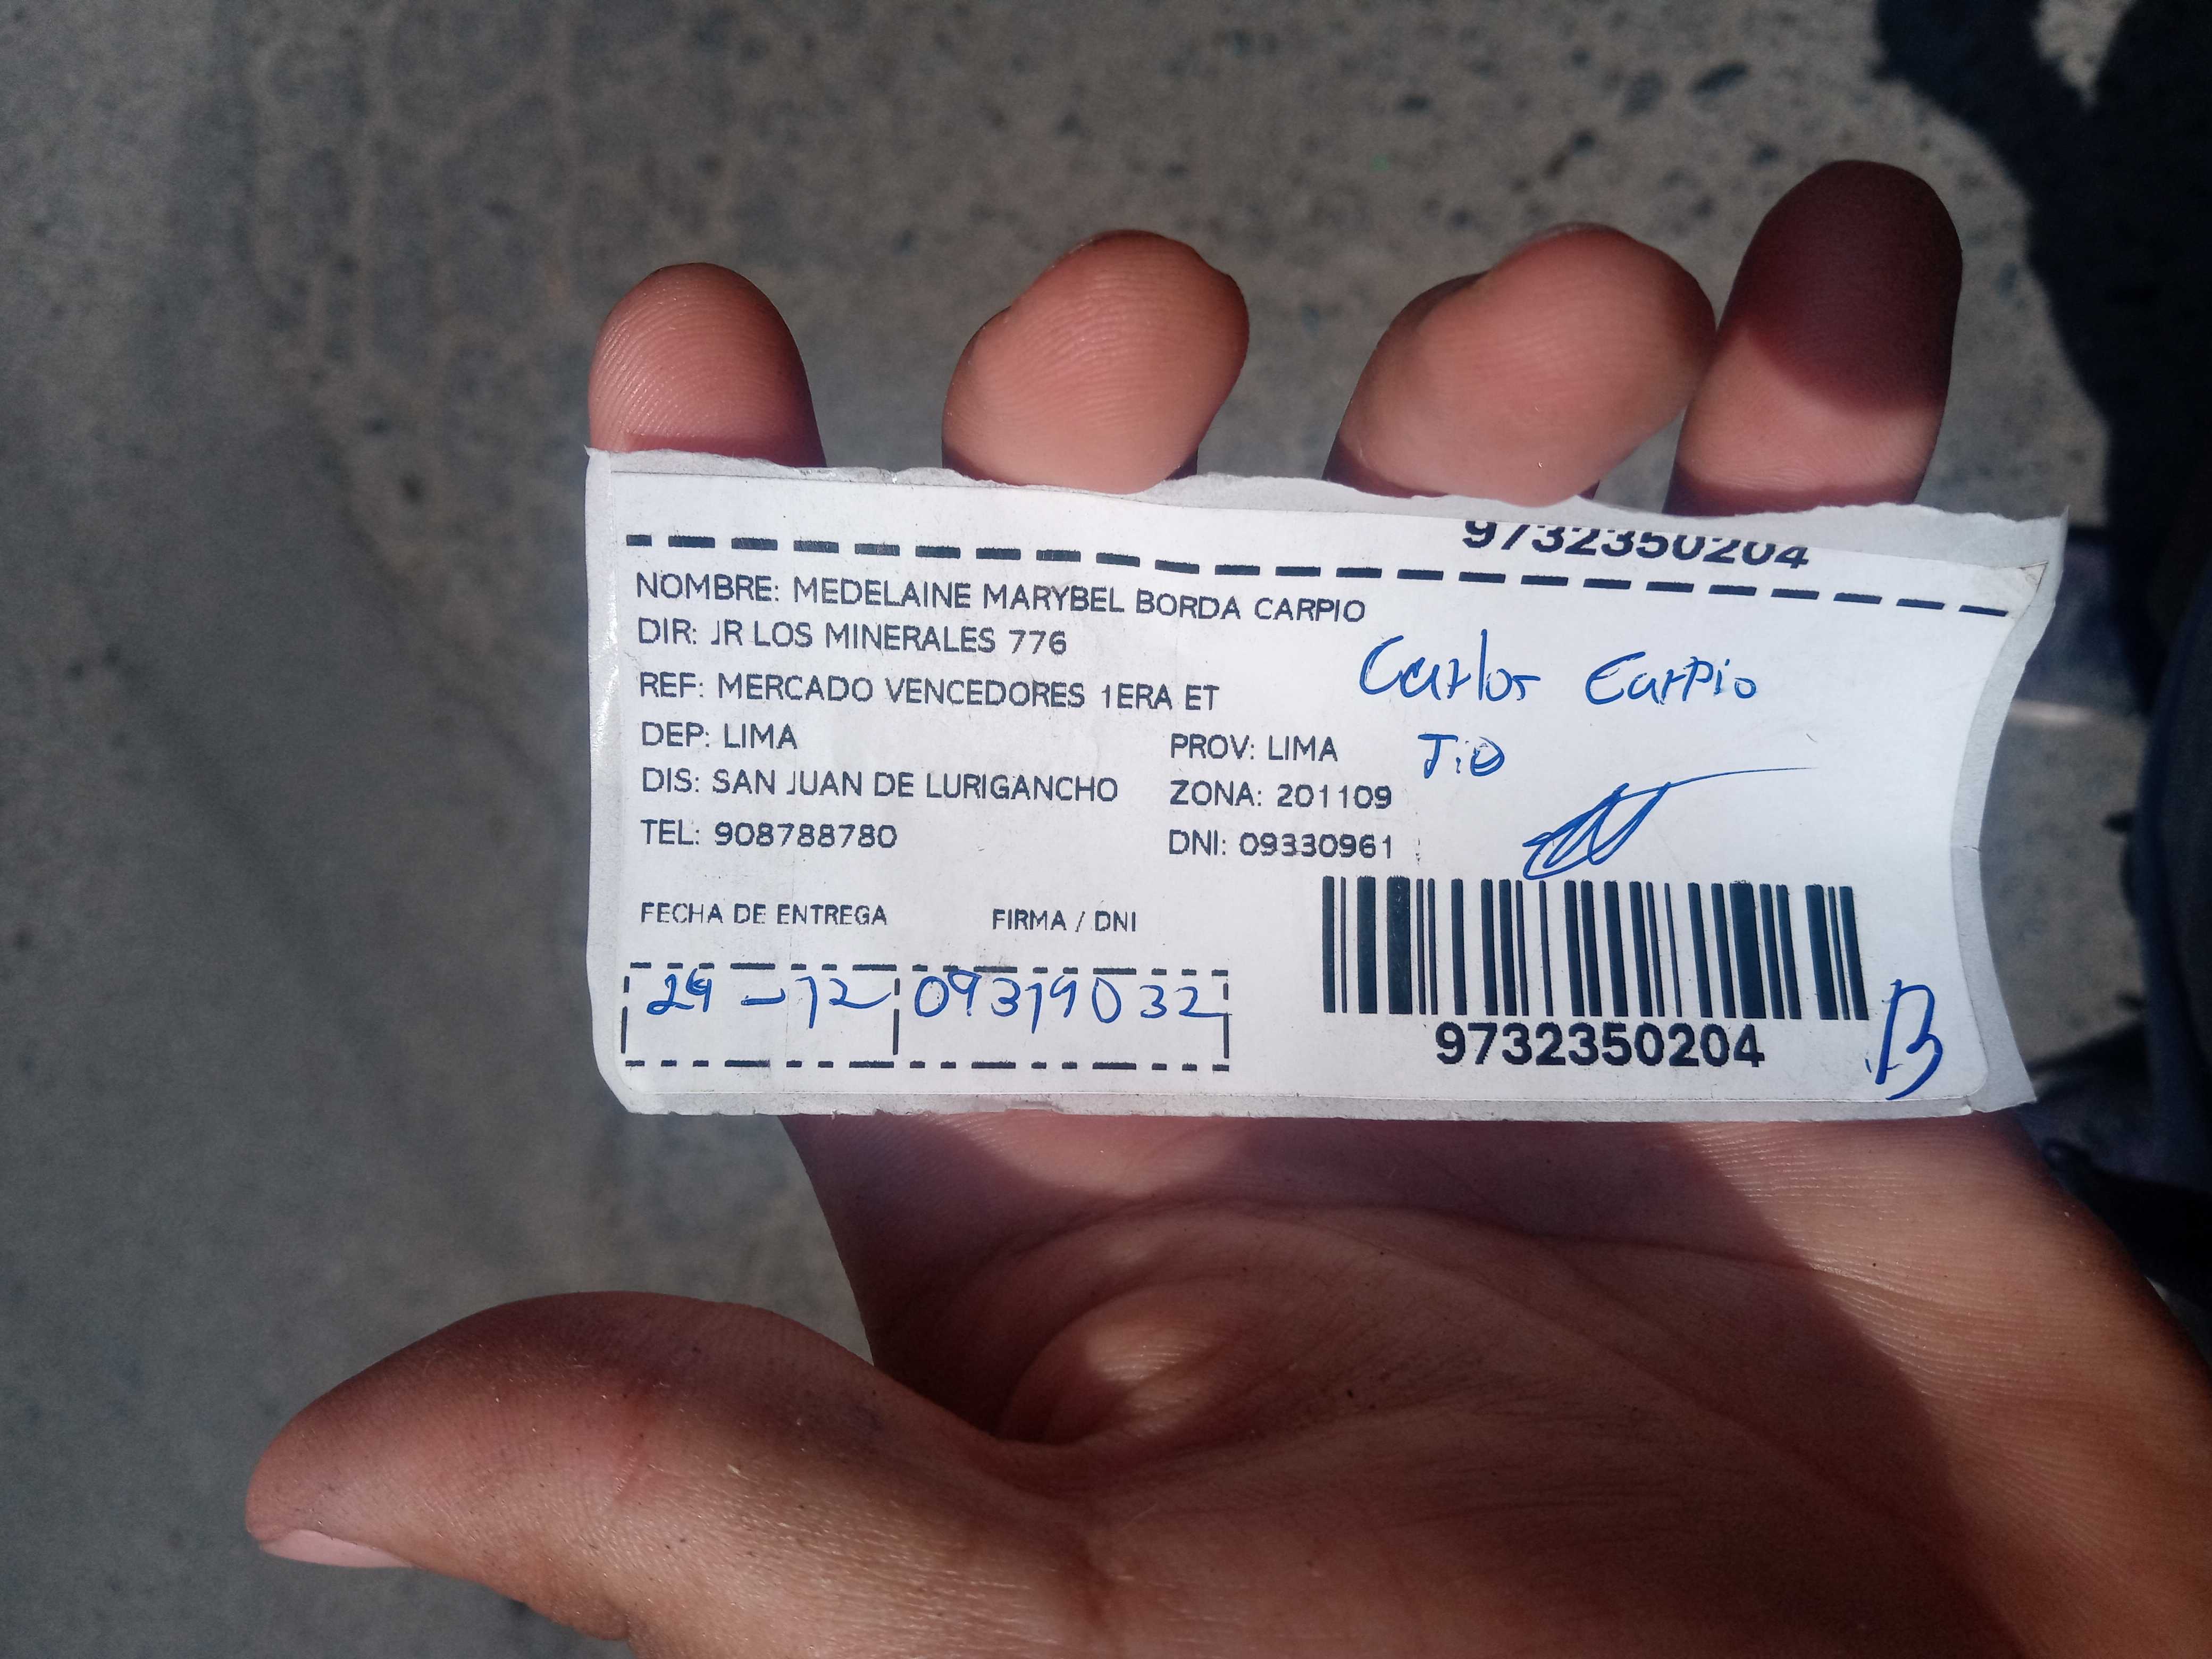 9732350204
NOMBRE: MEDELAINE MARYBEL BORDA CARPIO
DIR: JR LOS MINERALES 776
REF: MERCADO VENCEDORES 1ERA ET
Carlos Carpio
DEP: LIMA PROV: LIMA
Tio
DIS: SAN JUAN DE LURIGANCHO ZONA: 201109
TEL: 908788780 DNI: 09330961
FECHA DE ENTREGA FIRMA / DNI
29-12 09319032
9732350204
B